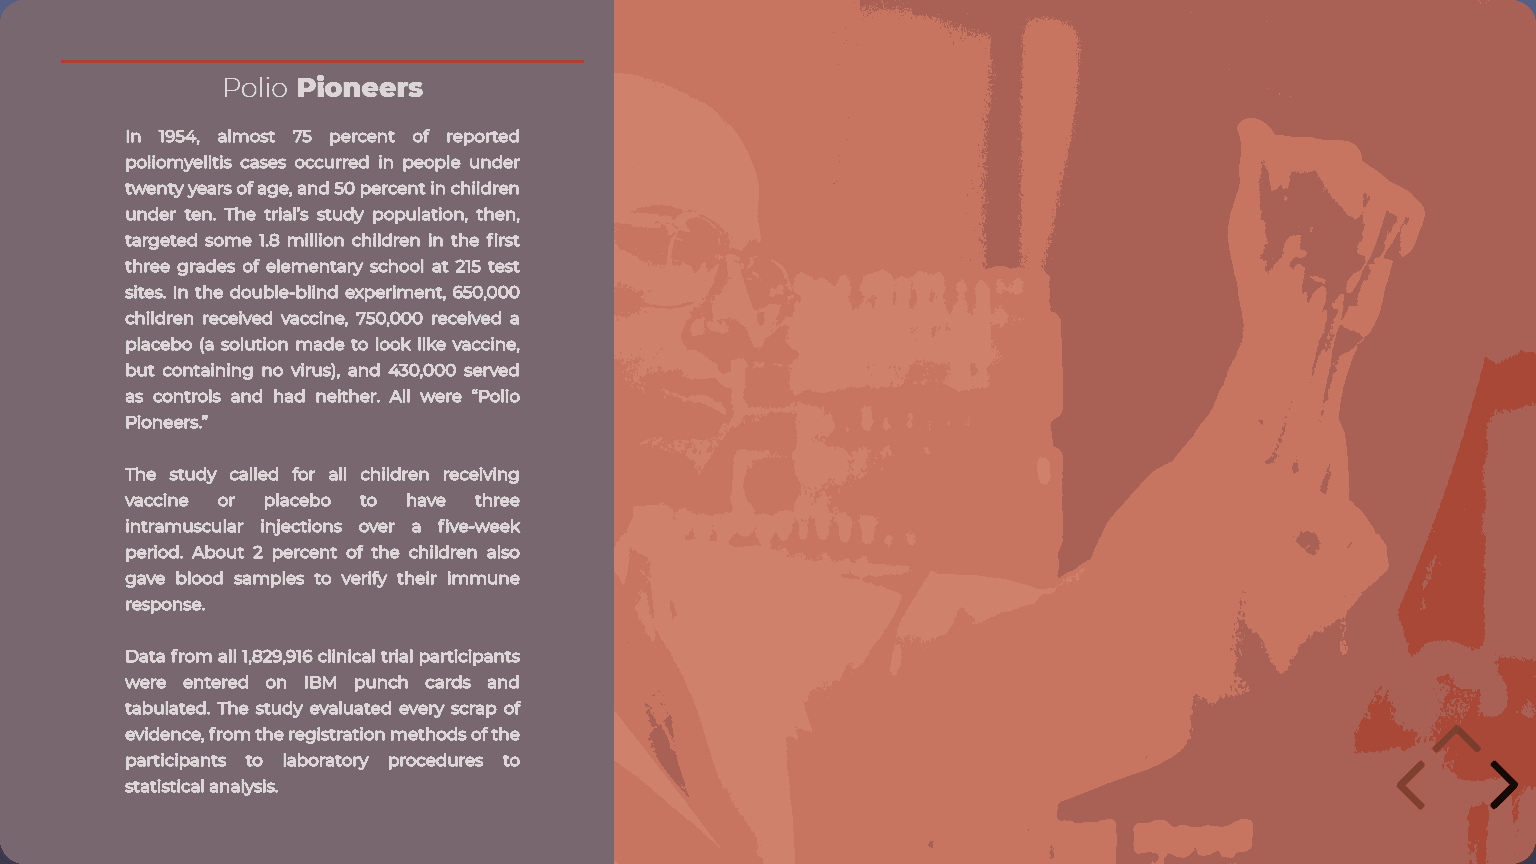 Polio Pioneers
In 1954, almost 75 percent of reported
poliomyelitis cases occurred in people under
twenty years of age, and 50 percent in children
under ten. The trial's study population, then,
targeted some 1.8 million children in the first
three grades of elementary school at 215 test
sites. In the double-blind experiment, 650,000
children received vaccine, 750,000 received a
placebo (a solution made to look like vaccine,
but containing no virus), and 430,000 served
as controls and had neither. All were “Polio
Pioneers.”
The study called for all children receiving
vaccine or placebo to have three
intramuscular injections over a five-week
period. About 2 percent of the children also
gave blood samples to verify their immune
response.
Data from all 1,829,916 clinical trial participants
were entered on IBM punch cards and
tabulated. The study evaluated every scrap of
evidence, from the registration methods of the
participants to laboratory procedures to
statistical analysis.